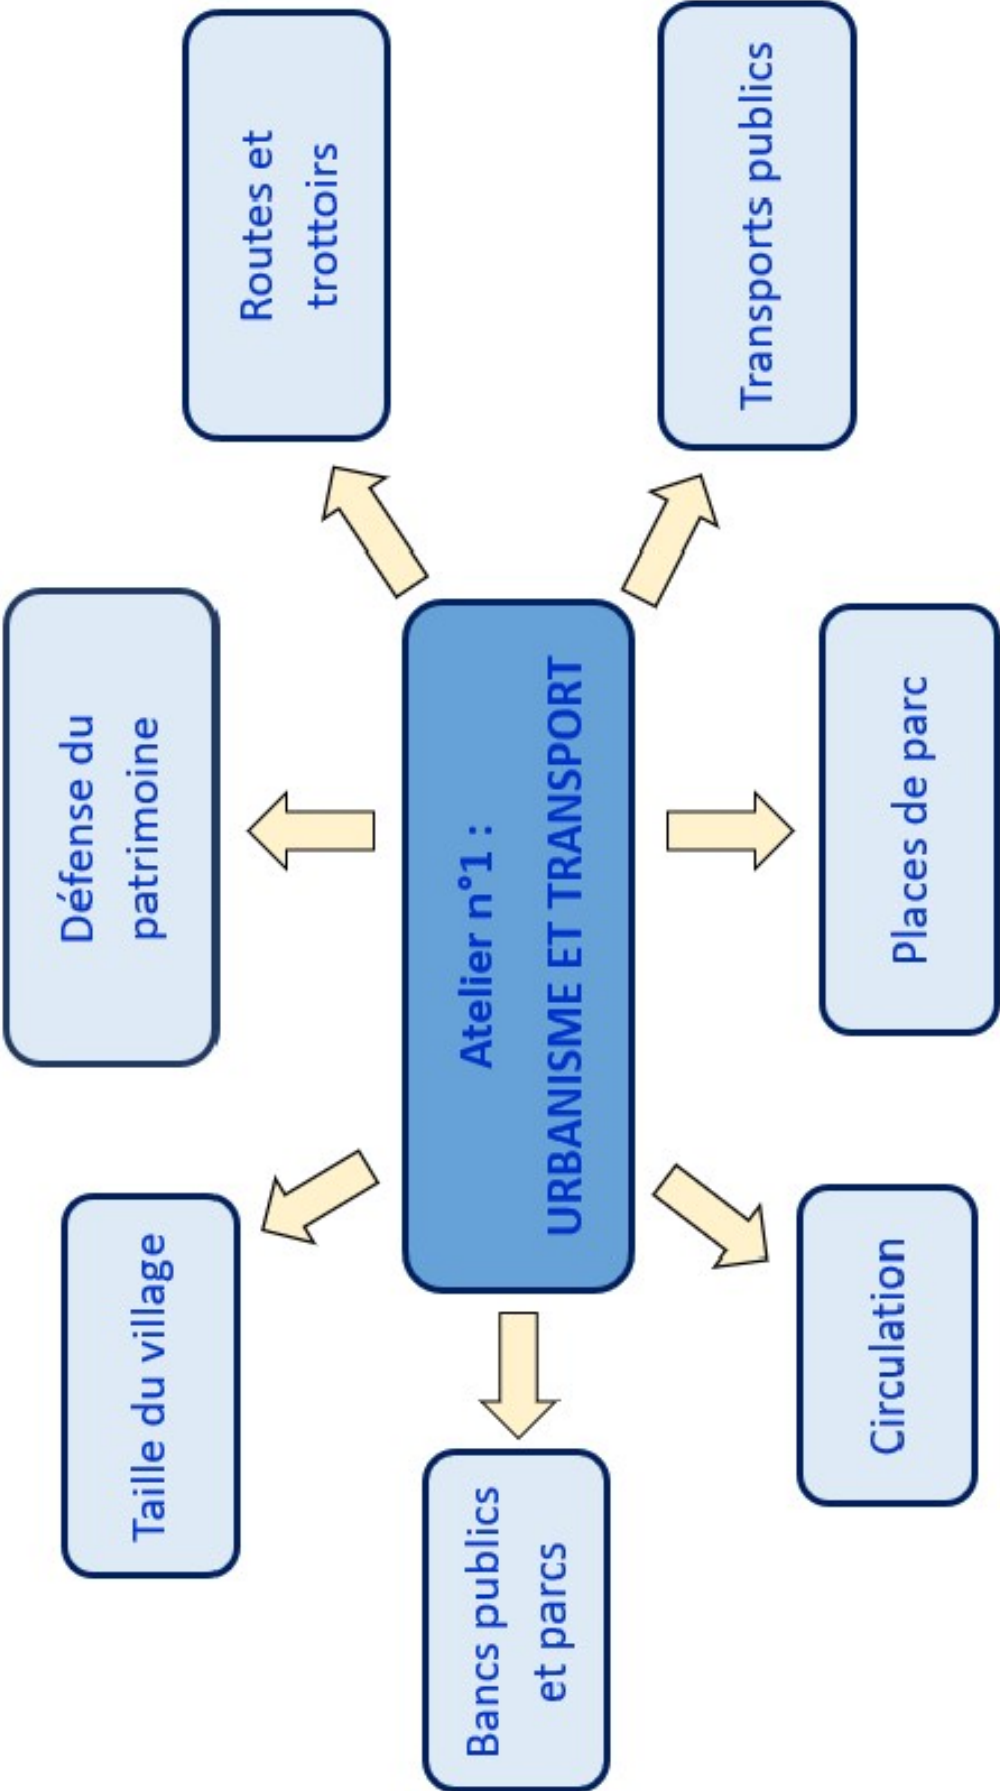 Taille du village
Défense du
patrimoine
Routes et
trottoirs
Bancs publics
et parcs
Atelier n°1 :
URBANISME ET TRANSPORT
Circulation
Places de parc
Transports publics